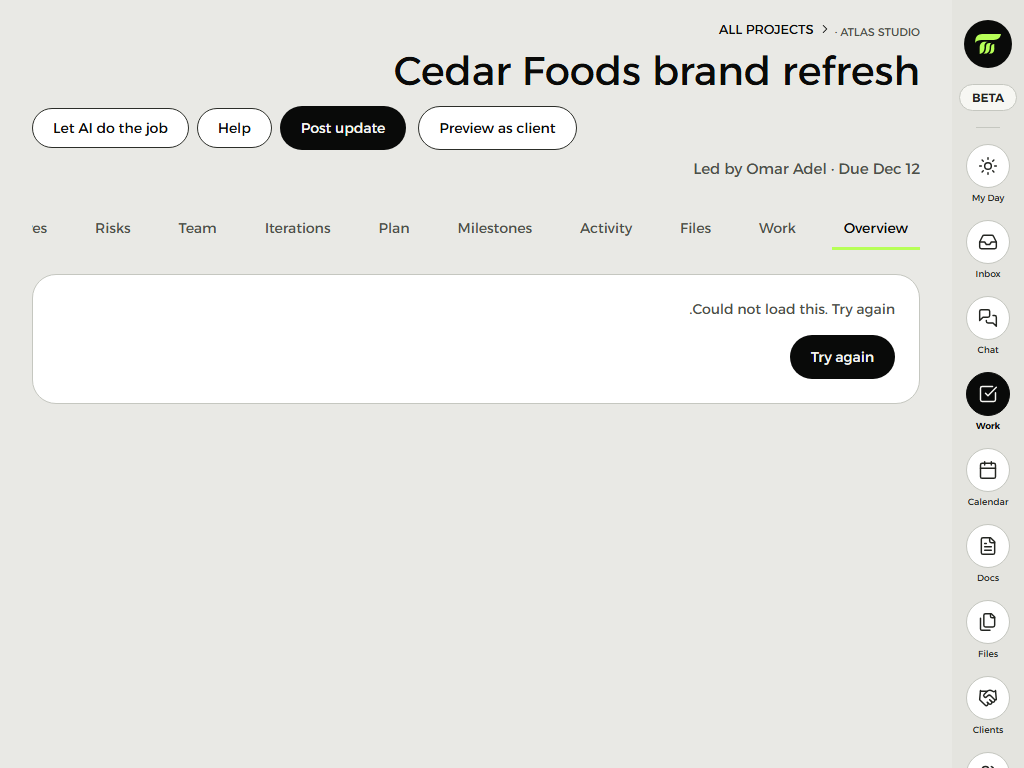 ALL PROJECTS > · ATLAS STUDIO
Cedar Foods brand refresh
Let AI do the job
Help
Post update
Preview as client
Led by Omar Adel · Due Dec 12
es
Risks
Team
Iterations
Plan
Milestones
Activity
Files
Work
Overview
.Could not load this. Try again
Try again
BETA
My Day
Inbox
Chat
Work
Calendar
Docs
Files
Clients